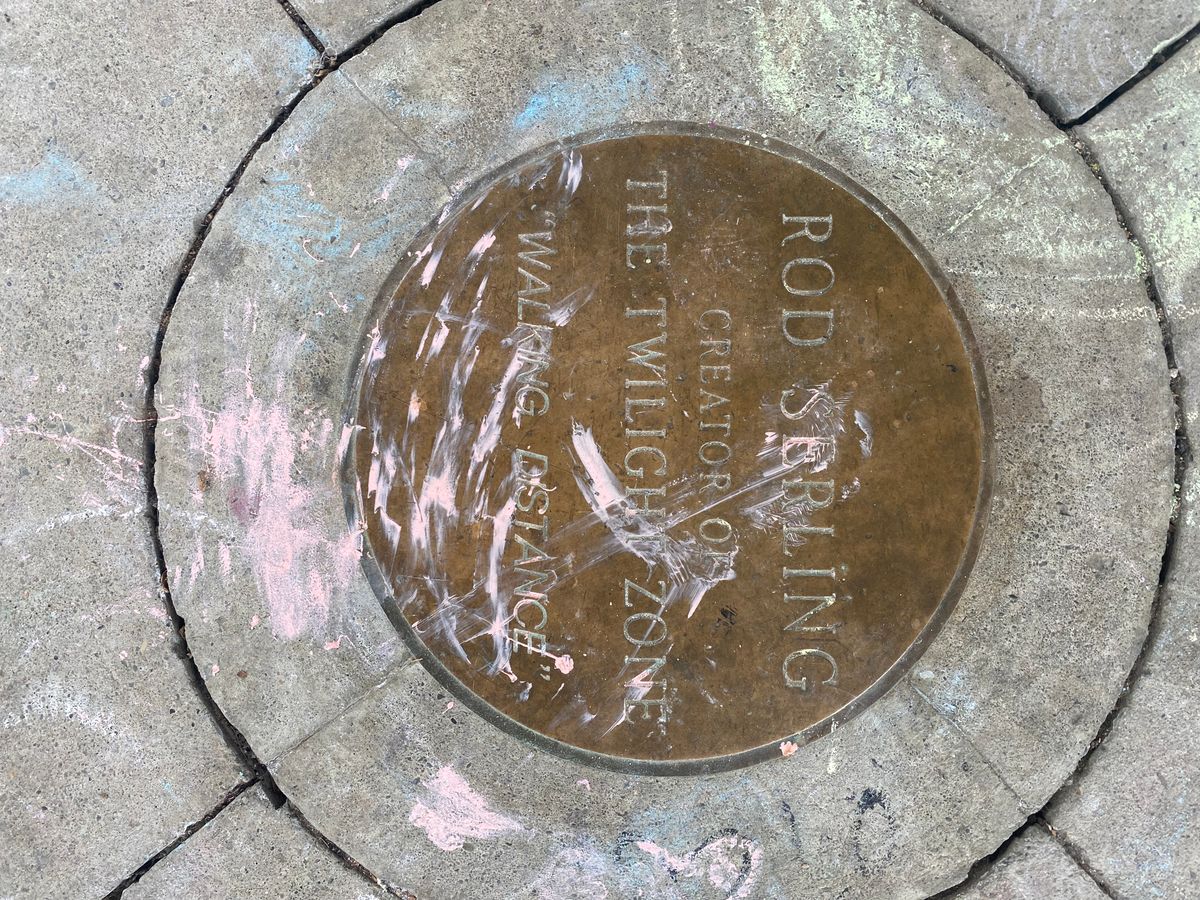 ROD SERLING
CREATOR OF
THE TWILIGHT ZONE
"WALKING DISTANCE"